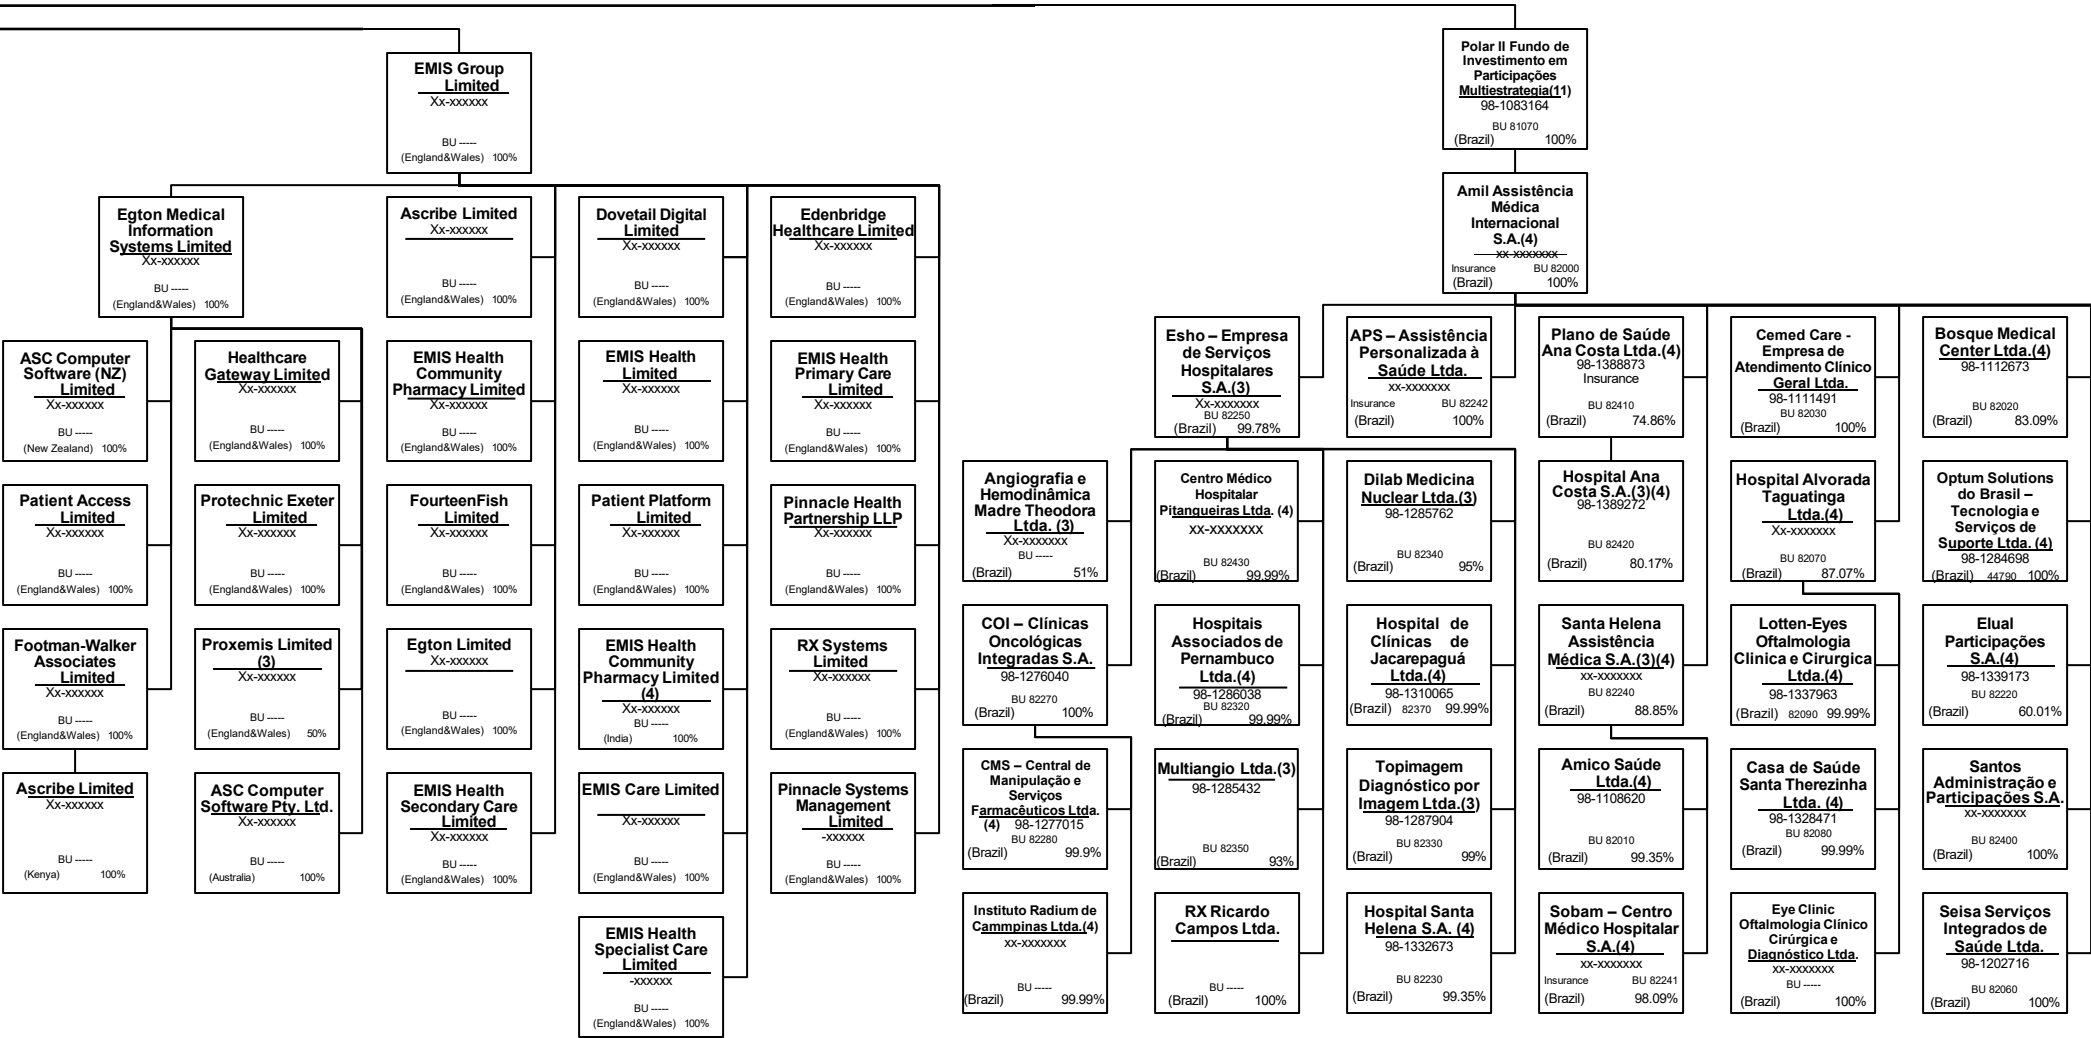 EMIS Group
Limited
Xx-xxxxxx
BU -----
(England&Wales) 100%
Polar II Fundo de
Investimento em
Participações
Multiestrategia(11)
98-1083164
BU 81070
(Brazil) 100%
Amil Assistência
Médica
Internacional
S.A.(4)
xx-xxxxxxx
Insurance BU 82000
(Brazil) 100%
Egton Medical
Information
Systems Limited
Xx-xxxxxx
BU -----
(England&Wales) 100%
Ascribe Limited
Xx-xxxxxx
BU -----
(England&Wales) 100%
Dovetail Digital
Limited
Xx-xxxxxx
BU -----
(England&Wales) 100%
Edenbridge
Healthcare Limited
Xx-xxxxxx
BU -----
(England&Wales) 100%
ASC Computer
Software (NZ)
Limited
Xx-xxxxxx
BU -----
(New Zealand) 100%
Healthcare
Gateway Limited
Xx-xxxxxx
BU -----
(England&Wales) 100%
EMIS Health
Community
Pharmacy Limited
Xx-xxxxxx
BU -----
(England&Wales) 100%
EMIS Health
Limited
Xx-xxxxxx
BU -----
(England&Wales) 100%
EMIS Health
Primary Care
Limited
Xx-xxxxxx
BU -----
(England&Wales) 100%
Esho – Empresa
de Serviços
Hospitalares
S.A.(3)
Xx-xxxxxxx
BU 82250
(Brazil) 99.78%
APS – Assistência
Personalizada à
Saúde Ltda.
xx-xxxxxxx
Insurance BU 82242
(Brazil) 100%
Plano de Saúde
Ana Costa Ltda.(4)
98-1388873
Insurance
BU 82410
(Brazil) 74.86%
Cemed Care -
Empresa de
Atendimento Clínico
Geral Ltda.
98-1111491
BU 82030
(Brazil) 100%
Bosque Medical
Center Ltda.(4)
98-1112673
BU 82020
(Brazil) 83.09%
Patient Access
Limited
Xx-xxxxxx
BU -----
(England&Wales) 100%
Protechnic Exeter
Limited
Xx-xxxxxx
BU -----
(England&Wales) 100%
FourteenFish
Limited
Xx-xxxxxx
BU -----
(England&Wales) 100%
Patient Platform
Limited
Xx-xxxxxx
BU -----
(England&Wales) 100%
Pinnacle Health
Partnership LLP
Xx-xxxxxx
BU -----
(England&Wales) 100%
Angiografia e
Hemodinâmica
Madre Theodora
Ltda. (3)
Xx-xxxxxxx
BU -----
(Brazil) 51%
Centro Médico
Hospitalar
Pitangueiras Ltda. (4)
xx-xxxxxxx
BU 82430
(Brazil) 99.99%
Dilab Medicina
Nuclear Ltda.(3)
98-1285762
BU 82340
(Brazil) 95%
Hospital Ana
Costa S.A.(3)(4)
98-1389272
BU 82420
(Brazil) 80.17%
Hospital Alvorada
Taguatinga
Ltda.(4)
Xx-xxxxxxx
BU 82070
(Brazil) 87.07%
Optum Solutions
do Brasil –
Tecnologia e
Serviços de
Suporte Ltda. (4)
98-1284698
(Brazil) 44790 100%
Footman-Walker
Associates
Limited
Xx-xxxxxx
BU -----
(England&Wales) 100%
Proxemis Limited
(3)
Xx-xxxxxx
BU -----
(England&Wales) 50%
Egton Limited
Xx-xxxxxx
BU -----
(England&Wales) 100%
EMIS Health
Community
Pharmacy Limited
(4)
Xx-xxxxxx
BU -----
(India) 100%
RX Systems
Limited
Xx-xxxxxx
BU -----
(England&Wales) 100%
COI – Clínicas
Oncológicas
Integradas S.A.
98-1276040
BU 82270
(Brazil) 100%
Hospitais
Associados de
Pernambuco
Ltda.(4)
98-1286038
BU 82320
(Brazil) 99.99%
Hospital de
Clínicas de
Jacarepaguá
Ltda.(4)
98-1310065
(Brazil) 82370 99.99%
Santa Helena
Assistência
Médica S.A.(3)(4)
xx-xxxxxxx
BU 82240
(Brazil) 88.85%
Lotten-Eyes
Oftalmologia
Clinica e Cirurgica
Ltda.(4)
98-1337963
(Brazil) 82090 99.99%
Elual
Participações
S.A.(4)
98-1339173
BU 82220
(Brazil) 60.01%
Ascribe Limited
Xx-xxxxxx
BU -----
(Kenya) 100%
ASC Computer
Software Pty. Ltd.
Xx-xxxxxx
BU -----
(Australia) 100%
EMIS Health
Secondary Care
Limited
Xx-xxxxxx
BU -----
(England&Wales) 100%
EMIS Care Limited
Xx-xxxxxx
BU -----
(England&Wales) 100%
Pinnacle Systems
Management
Limited
-xxxxxx
BU -----
(England&Wales) 100%
CMS – Central de
Manipulação e
Serviços
Farmacêuticos Ltda.
(4) 98-1277015
BU 82280
(Brazil) 99.9%
Multiangio Ltda.(3)
98-1285432
BU 82350
(Brazil) 93%
Topimagem
Diagnóstico por
Imagem Ltda.(3)
98-1287904
BU 82330
(Brazil) 99%
Amico Saúde
Ltda.(4)
98-1108620
BU 82010
(Brazil) 99.35%
Casa de Saúde
Santa Therezinha
Ltda. (4)
98-1328471
BU 82080
(Brazil) 99.99%
Santos
Administração e
Participações S.A.
xx-xxxxxxx
BU 82400
(Brazil) 100%
EMIS Health
Specialist Care
Limited
-xxxxxx
BU -----
(England&Wales) 100%
Instituto Radium de
Cammpinas Ltda.(4)
xx-xxxxxxx
BU -----
(Brazil) 99.99%
RX Ricardo
Campos Ltda.
BU -----
(Brazil) 100%
Hospital Santa
Helena S.A. (4)
98-1332673
BU 82230
(Brazil) 99.35%
Sobam – Centro
Médico Hospitalar
S.A.(4)
xx-xxxxxxx
Insurance BU 82241
(Brazil) 98.09%
Eye Clinic
Oftalmologia Clínico
Cirúrgica e
Diagnóstico Ltda.
xx-xxxxxxx
BU -----
(Brazil) 100%
Seisa Serviços
Integrados de
Saúde Ltda.
98-1202716
BU 82060
(Brazil) 100%